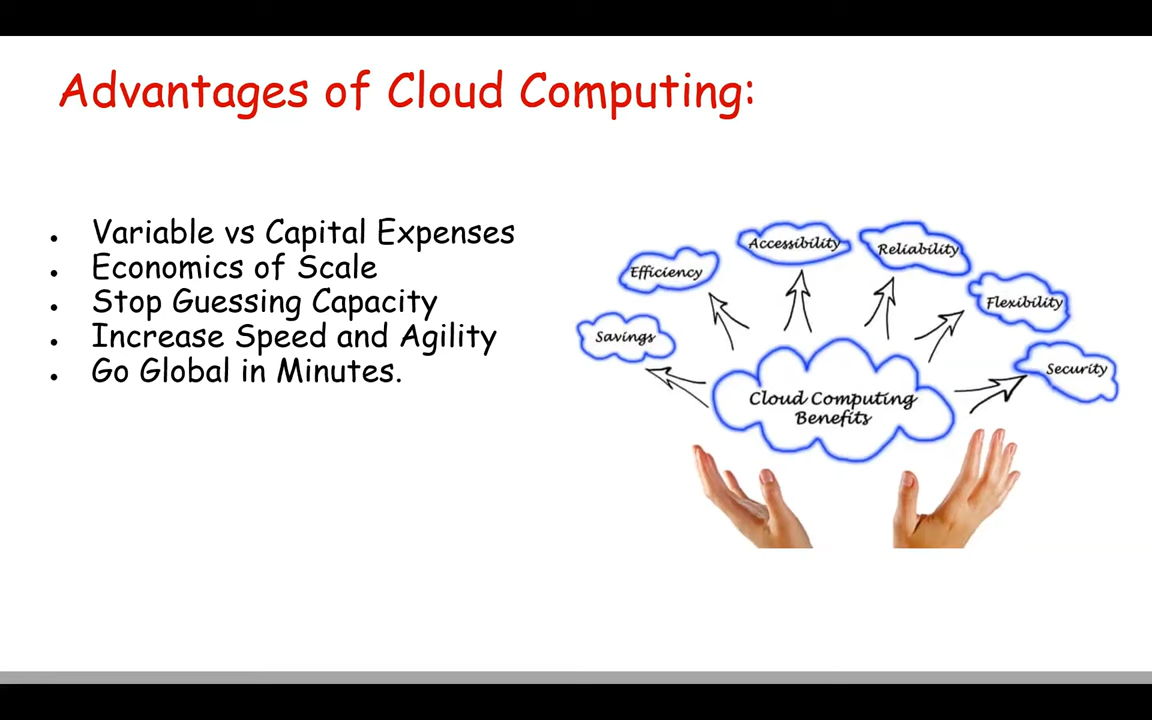 Advantages of Cloud Computing:
• Variable vs Capital Expenses
• Economics of Scale
• Stop Guessing Capacity
• Increase Speed and Agility
• Go Global in Minutes.
Accessibility
Reliability
Efficiency
Flexibility
Savings
Security
Cloud Computing
Benefits